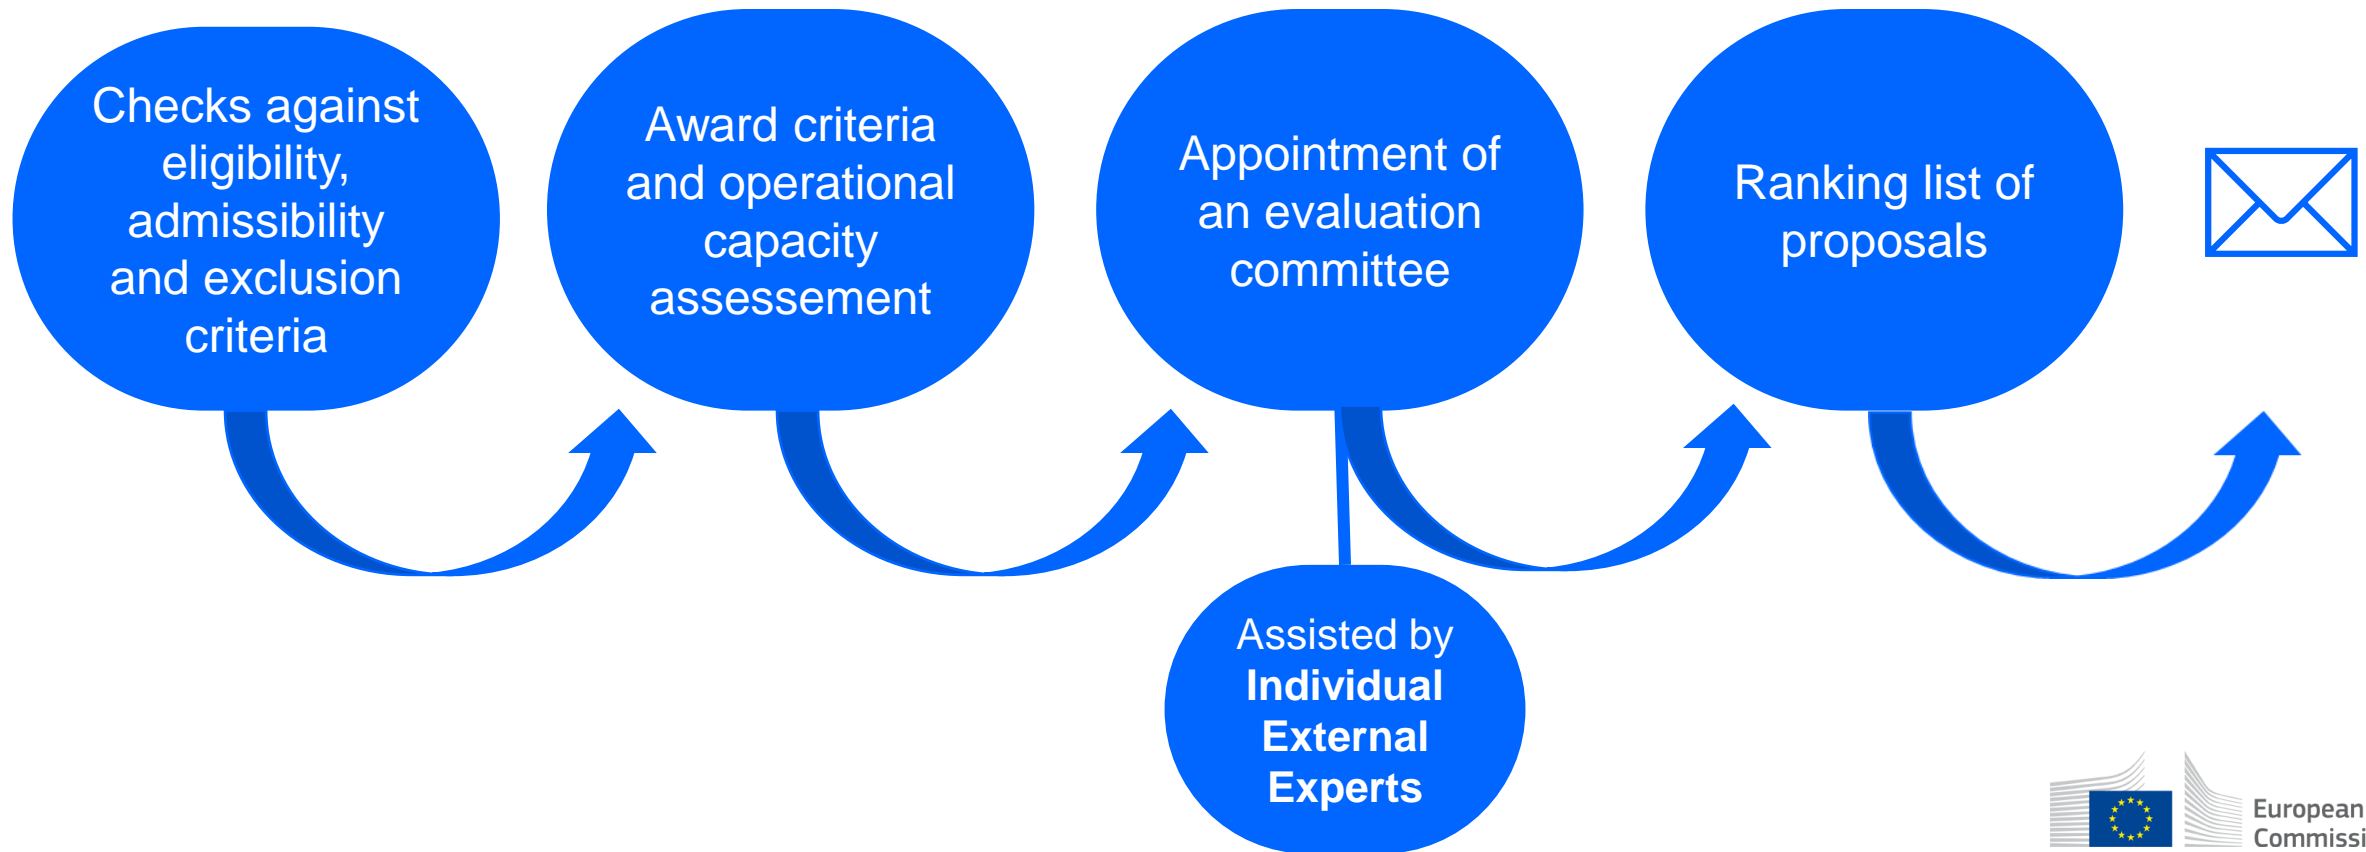 Checks against
eligibility,
admissibility
and exclusion
criteria
Award criteria
and operational
capacity
assessement
Appointment of
an evaluation
committee
Ranking list of
proposals
Assisted by
Individual
External
Experts
European
Commissi